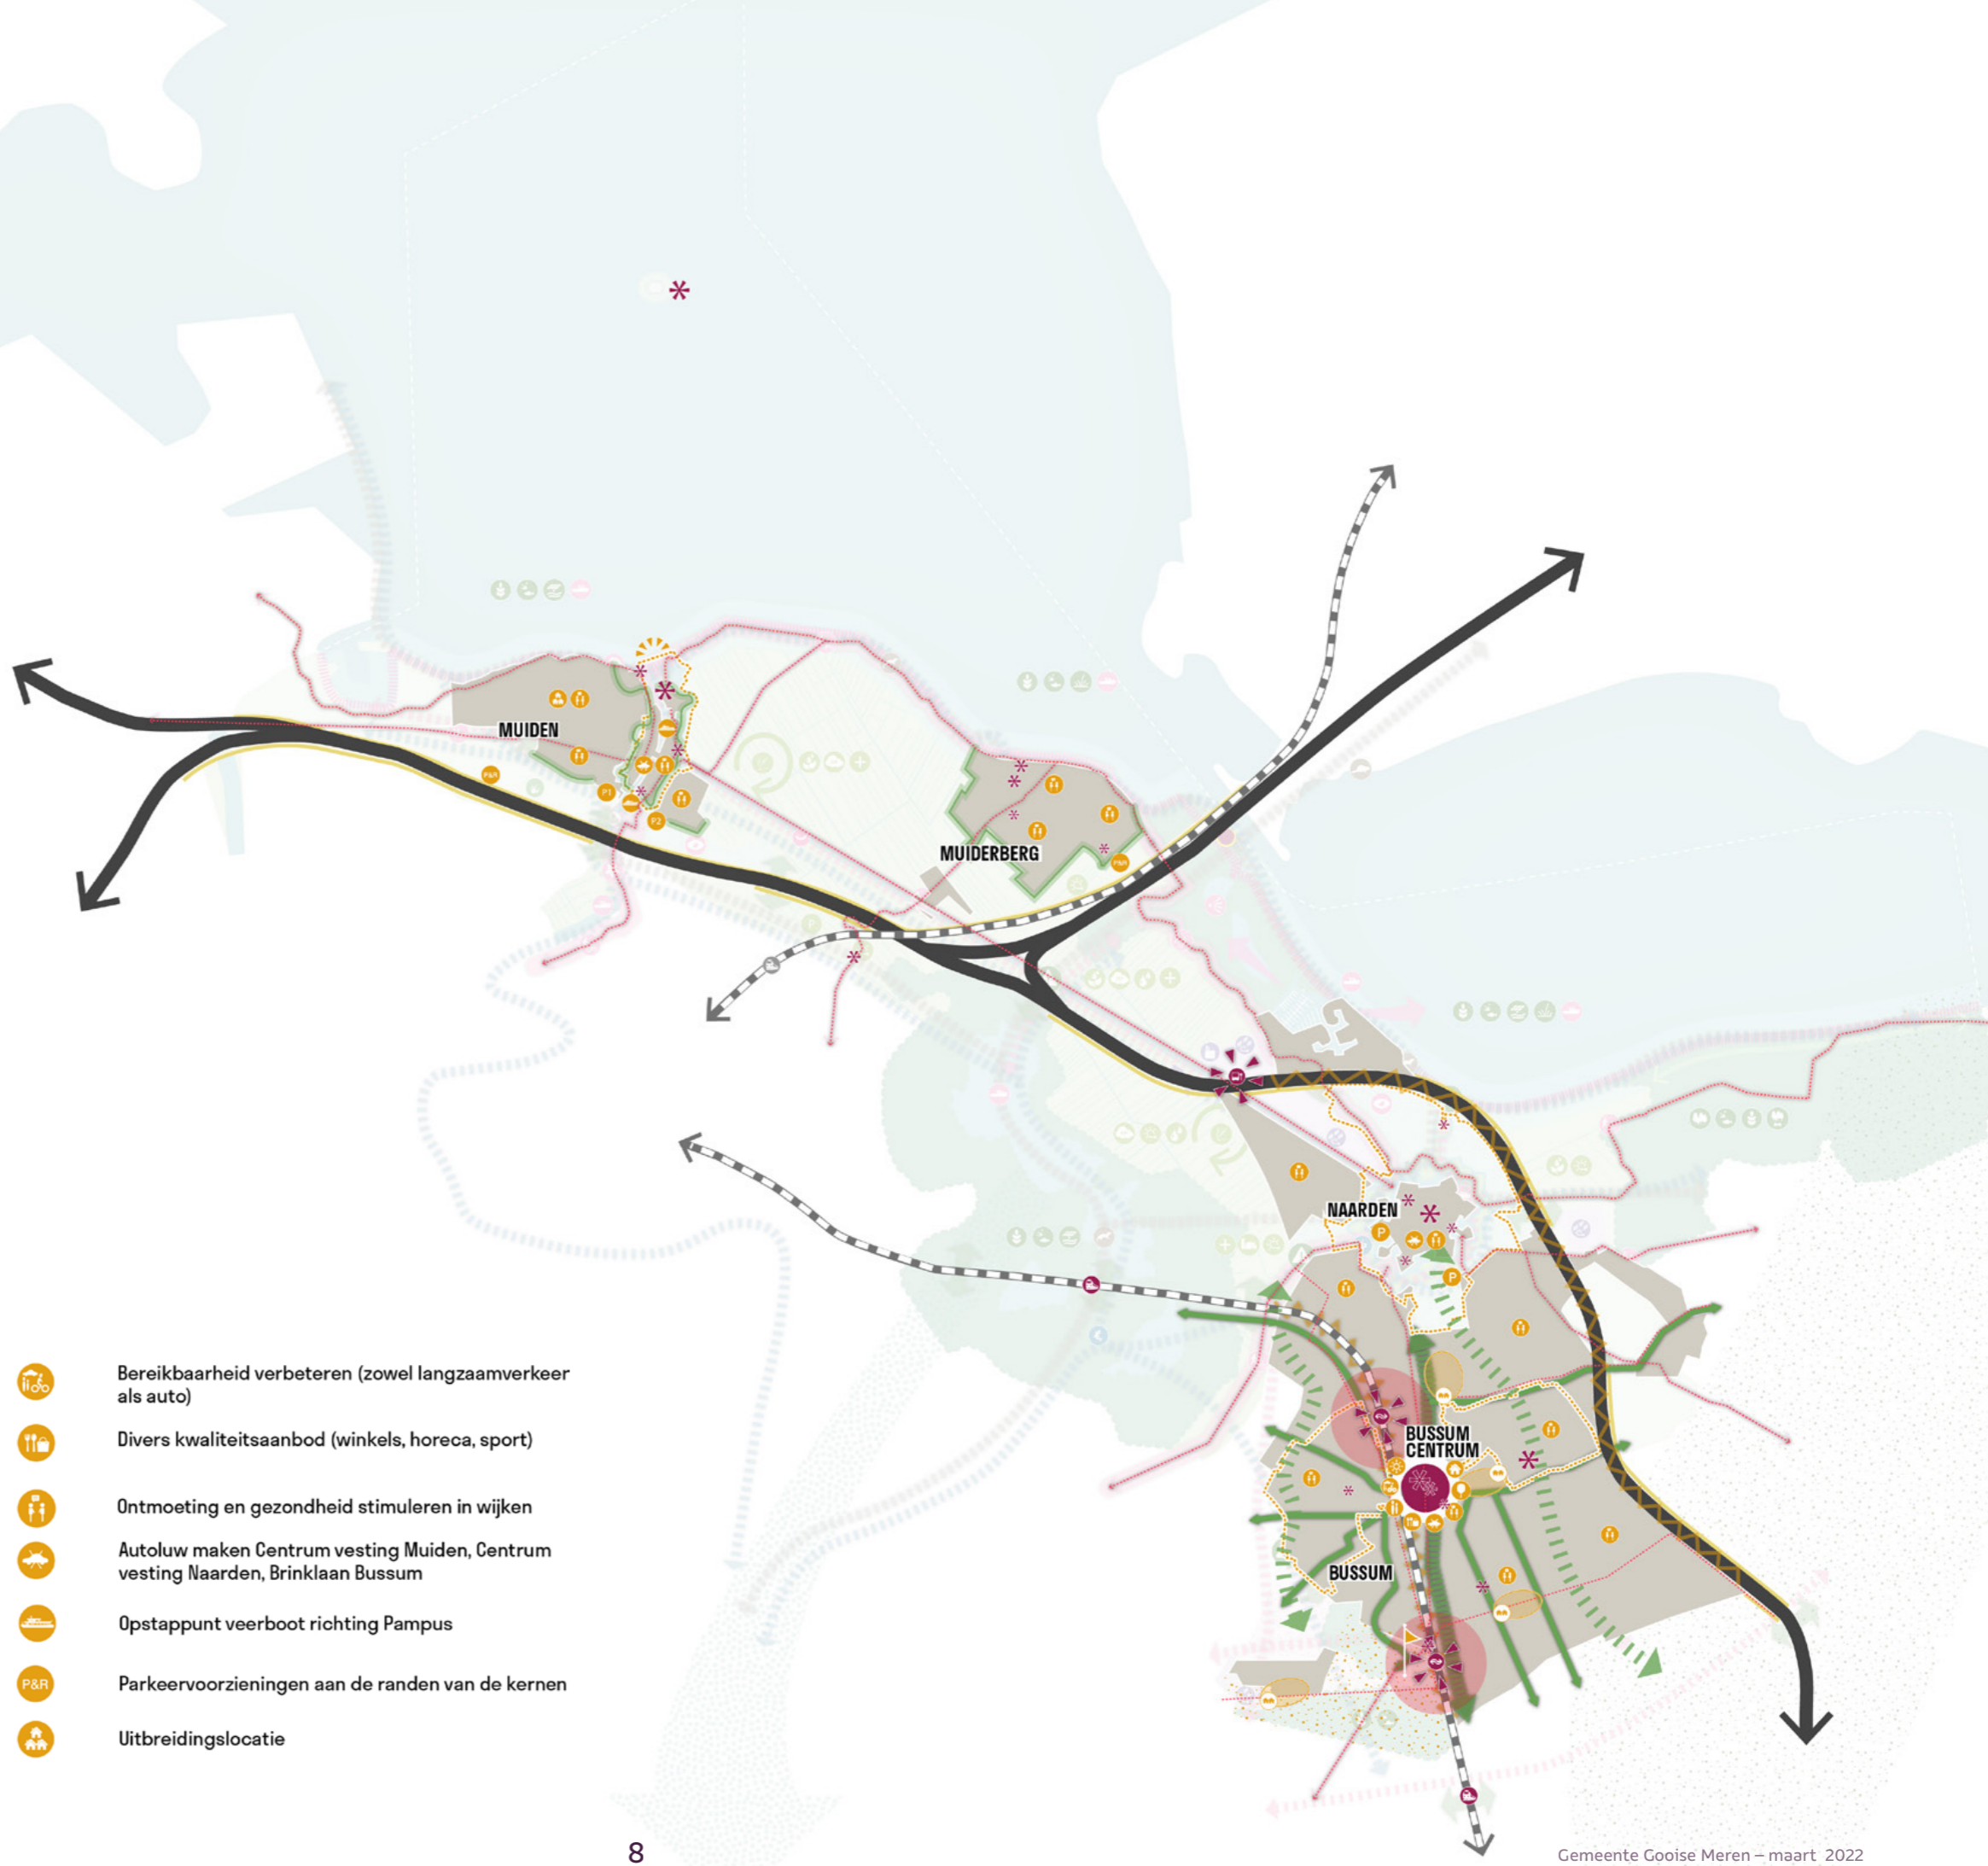 MUIDEN
P&R
P1
P2
MUIDERBERG
P&R
NAARDEN
P
P
BUSSUM
CENTRUM
BUSSUM
Bereikbaarheid verbeteren (zowel langzaamverkeer
als auto)
Divers kwaliteitsaanbod (winkels, horeca, sport)
Ontmoeting en gezondheid stimuleren in wijken
Autoluw maken Centrum vesting Muiden, Centrum
vesting Naarden, Brinklaan Bussum
Opstappunt veerboot richting Pampus
P&R
Parkeervoorzieningen aan de randen van de kernen
Uitbreidingslocatie
8
Gemeente Gooise Meren – maart 2022